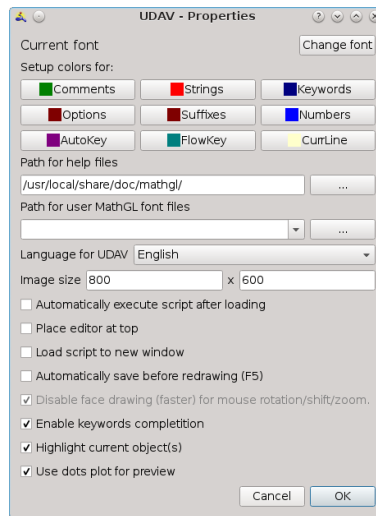 UDAV - Properties
Current font Change font
Setup colors for:
Comments Strings Keywords
Options Suffixes Numbers
AutoKey FlowKey CurrLine
Path for help files
/usr/local/share/doc/mathgl/ ...
Path for user MathGL font files
...
Language for UDAV English
Image size 800 x 600
Automatically execute script after loading
Place editor at top
Load script to new window
Automatically save before redrawing (F5)
Disable face drawing (faster) for mouse rotation/shift/zoom.
Enable keywords completition
Highlight current object(s)
Use dots plot for preview
Cancel OK